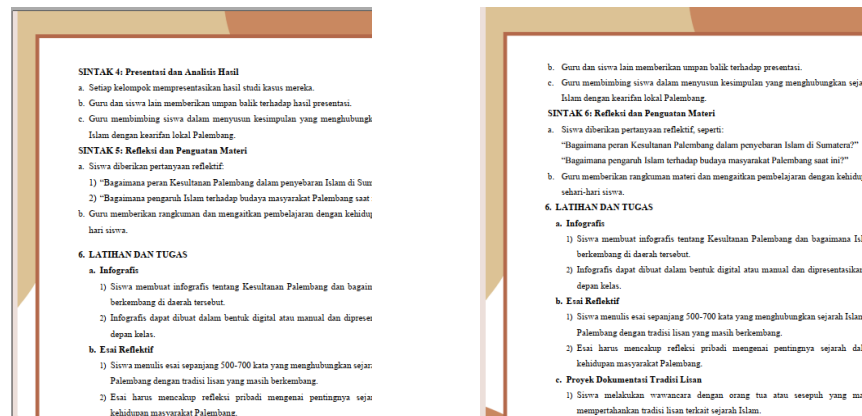 SINTAK 4: Presentasi dan Analisis Hasil
a. Setiap kelompok mempresentasikan hasil studi kasus mereka.
b. Guru dan siswa lain memberikan umpan balik terhadap hasil presentasi.
c. Guru membimbing siswa dalam menyusun kesimpulan yang menghubungk
Islam dengan kearifan lokal Palembang.
SINTAK 5: Refleksi dan Penguatan Materi
a. Siswa diberikan pertanyaan reflektif:
1) “Bagaimana peran Kesultanan Palembang dalam penyebaran Islam di Sum
2) “Bagaimana pengaruh Islam terhadap budaya masyarakat Palembang saat
b. Guru memberikan rangkuman dan mengaitkan pembelajaran dengan kehidup
hari siswa.
6. LATIHAN DAN TUGAS
a. Infografis
1) Siswa membuat infografis tentang Kesultanan Palembang dan bagaim
berkembang di daerah tersebut.
2) Infografis dapat dibuat dalam bentuk digital atau manual dan dipreser
depan kelas.
b. Esai Reflektif
1) Siswa menulis esai sepanjang 500-700 kata yang menghubungkan sejara
Palembang dengan tradisi lisan yang masih berkembang.
2) Esai harus mencakup refleksi pribadi mengenai pentingnya sejar
kehidupan masyarakat Palembang.
b. Guru dan siswa lain memberikan umpan balik terhadap presentasi.
c. Guru membimbing siswa dalam menyusun kesimpulan yang menghubungkan seja
Islam dengan kearifan lokal Palembang.
SINTAK 6: Refleksi dan Penguatan Materi
a. Siswa diberikan pertanyaan reflektif, seperti:
“Bagaimana peran Kesultanan Palembang dalam penyebaran Islam di Sumatera?”
“Bagaimana pengaruh Islam terhadap budaya masyarakat Palembang saat ini?”
b. Guru memberikan rangkuman materi dan mengaitkan pembelajaran dengan kehidup
sehari-hari siswa.
6. LATIHAN DAN TUGAS
a. Infografis
1) Siswa membuat infografis tentang Kesultanan Palembang dan bagaimana Isl
berkembang di daerah tersebut.
2) Infografis dapat dibuat dalam bentuk digital atau manual dan dipresentasikan
depan kelas.
b. Esai Reflektif
1) Siswa menulis esai sepanjang 500-700 kata yang menghubungkan sejarah Islam
Palembang dengan tradisi lisan yang masih berkembang.
2) Esai harus mencakup refleksi pribadi mengenai pentingnya sejarah dal
kehidupan masyarakat Palembang.
c. Proyek Dokumentasi Tradisi Lisan
1) Siswa melakukan wawancara dengan orang tua atau sesepuh yang ma
mempertahankan tradisi lisan terkait sejarah Islam.